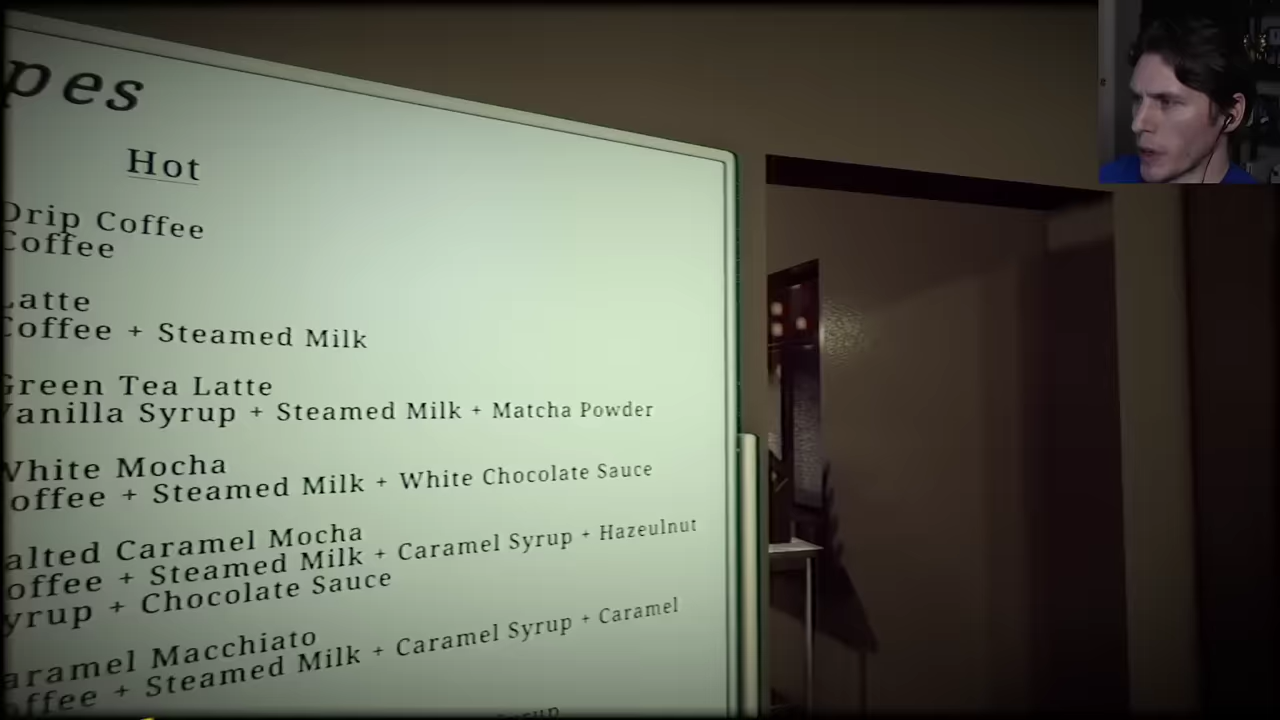 pes
Hot
Drip Coffee
Coffee
Latte
Coffee + Steamed Milk
Green Tea Latte
Vanilla Syrup + Steamed Milk + Matcha Powder
White Mocha
offee + Steamed Milk + White Chocolate Sauce
alted Caramel Mocha
offee + Steamed Milk + Caramel Syrup + Hazeulnut
yrup + Chocolate Sauce
aramel Macchiato
offee + Steamed Milk + Caramel Syrup + Caramel